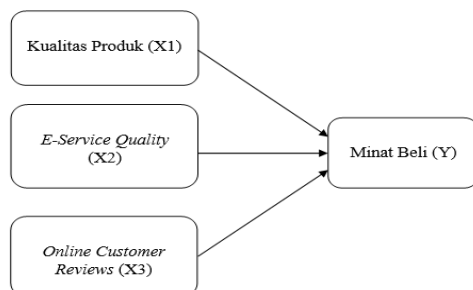 Kualitas Produk (X1)
E-Service Quality
(X2)
Minat Beli (Y)
Online Customer
Reviews (X3)